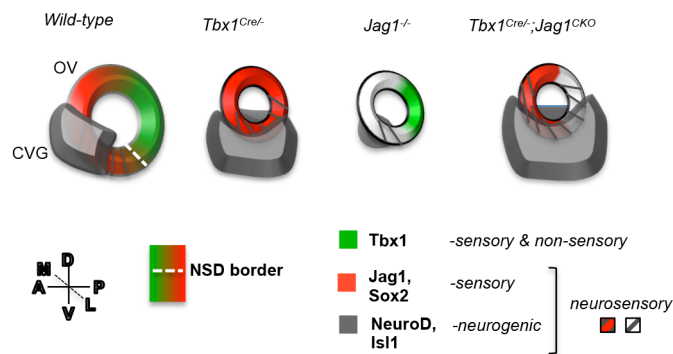 Wild-type
Tbx1Cre/-
Jag1-/-
Tbx1Cre/-;Jag1CKO
OV
CVG
M D
A P
V L
NSD border
Tbx1 -sensory & non-sensory
Jag1, Sox2 -sensory
NeuroD, Isl1 -neurogenic
neurosensory